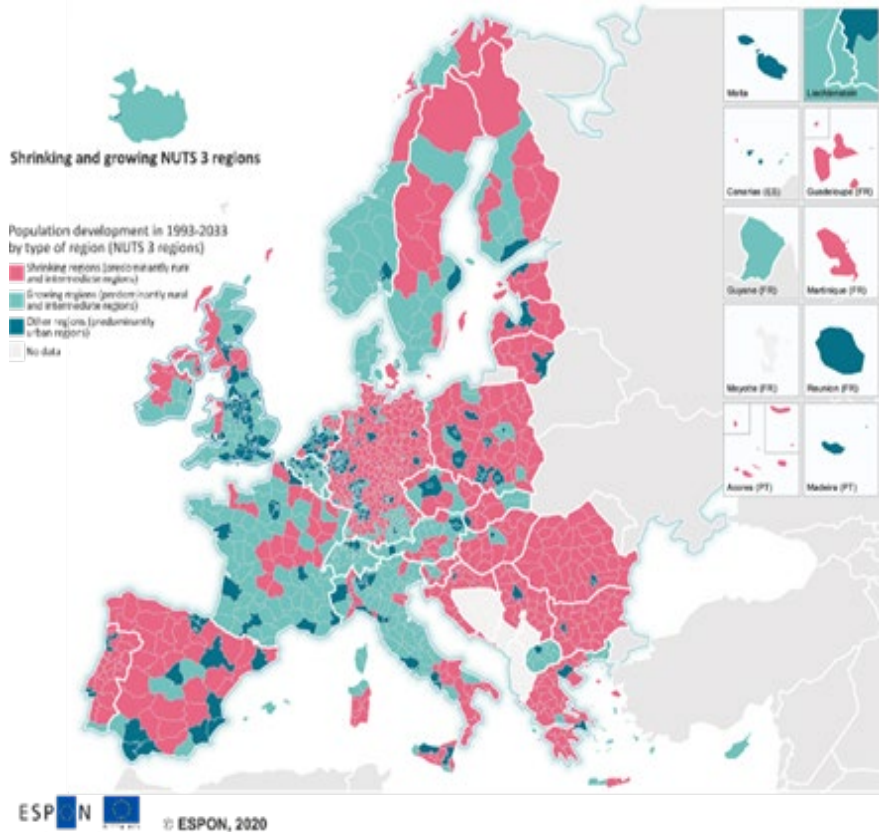 Shrinking and growing NUTS 3 regions
Population development in 1993-2033
by type of region (NUTS 3 regions)
Shrinking regions (predominantly rural
and intermediate regions)
Growing regions (predominantly rural
and intermediate regions)
Other regions (predominantly
urban regions)
No data
Malta
Liechtenstein
Canarias (ES)
Guadeloupe (FR)
Guyane (FR)
Martinique (FR)
Mayotte (FR)
Reunion (FR)
Acores (PT)
Madeira (PT)
ESPON
© ESPON, 2020